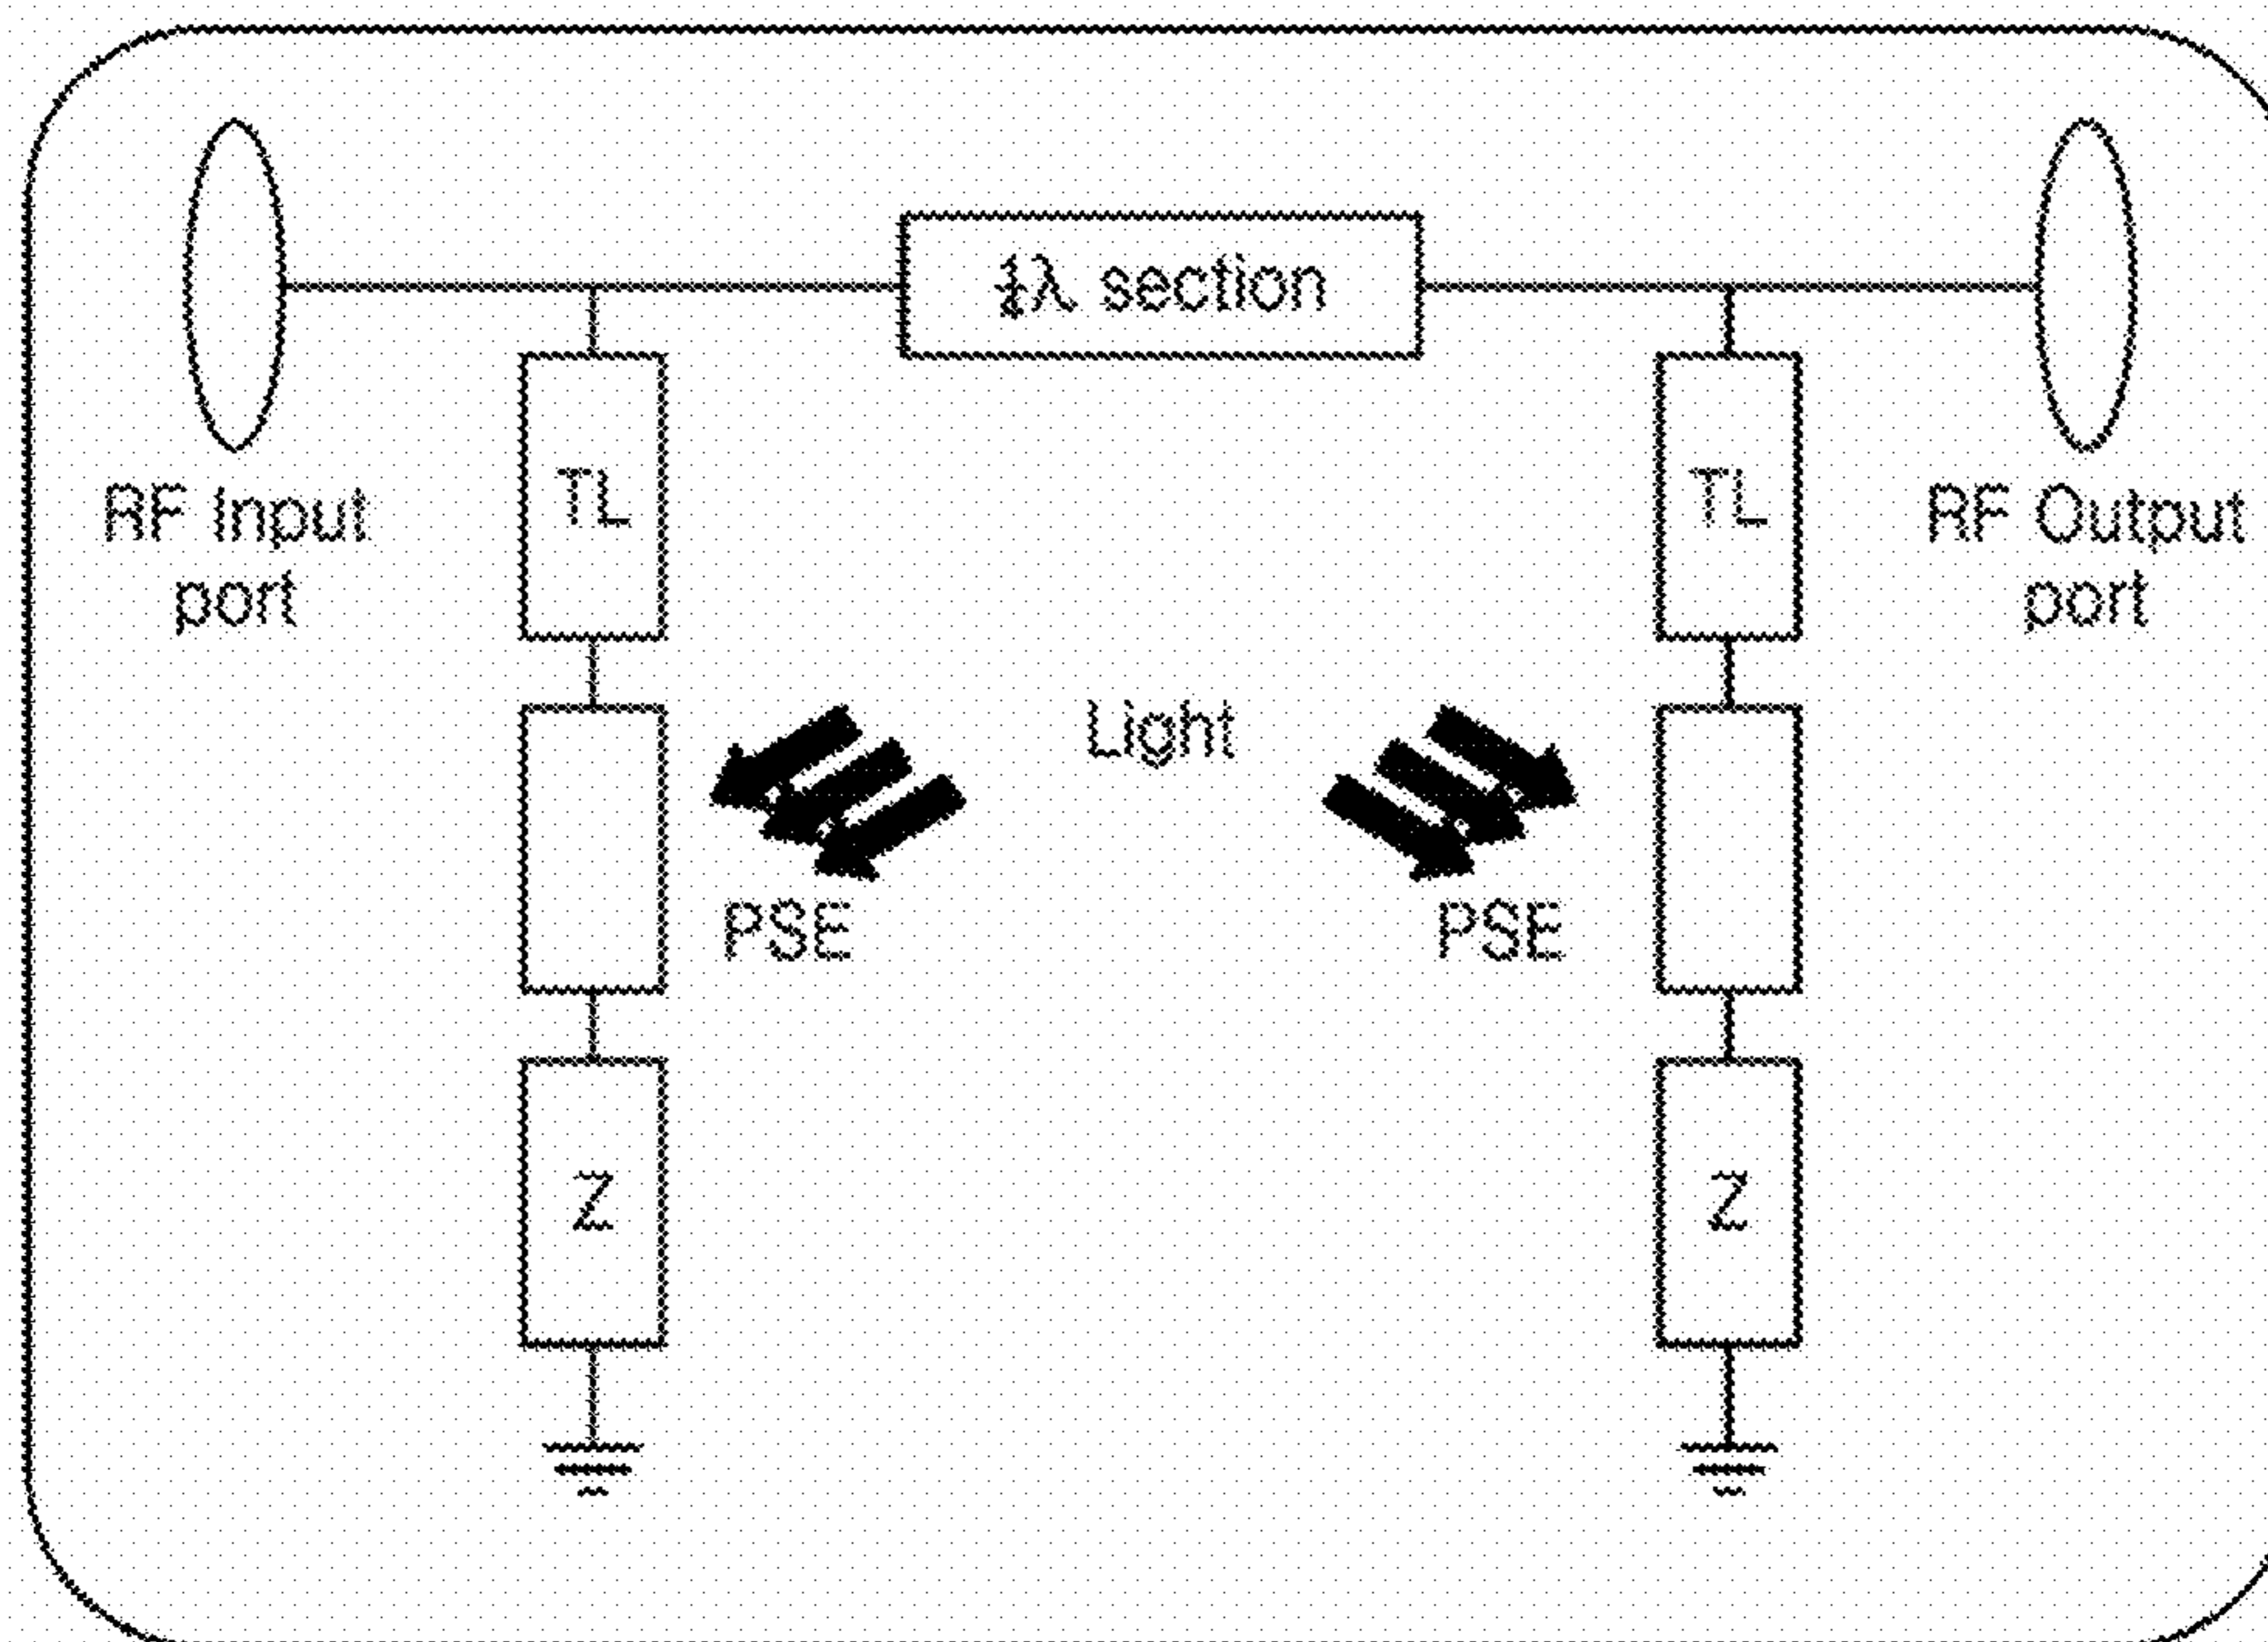 ¼λ section
TL
TL
RF Input
port
RF Output
port
Light
PSE
PSE
Z
Z